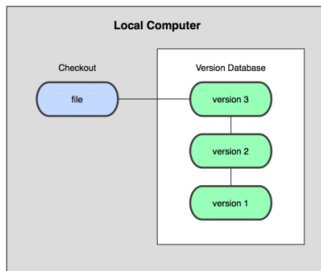 Local Computer
Checkout
Version Database
file
version 3
version 2
version 1